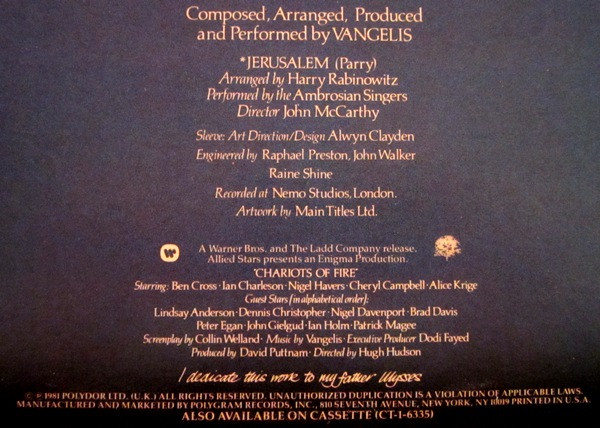 Composed, Arranged, Produced
and Performed by VANGELIS
*JERUSALEM (Parry)
Arranged by Harry Rabinowitz
Performed by the Ambrosian Singers
Director John McCarthy
Sleeve: Art Direction/Design Alwyn Clayden
Engineered by Raphael Preston, John Walker
Raine Shine
Recorded at Nemo Studios, London.
Artwork by Main Titles Ltd.
A Warner Bros. and The Ladd Company release.
Allied Stars presents an Enigma Production.
"CHARIOTS OF FIRE"
Starring: Ben Cross · Ian Charleson · Nigel Havers · Cheryl Campbell · Alice Krige
Guest Stars (in alphabetical order):
Lindsay Anderson · Dennis Christopher · Nigel Davenport · Brad Davis
Peter Egan · John Gielgud · Ian Holm · Patrick Magee
Screenplay by Collin Welland · Music by Vangelis · Executive Producer Dodi Fayed
Produced by David Puttnam · Directed by Hugh Hudson
I dedicate this work to my father Ulysses
© ℗ 1981 POLYDOR LTD. (U.K.) ALL RIGHTS RESERVED. UNAUTHORIZED DUPLICATION IS A VIOLATION OF APPLICABLE LAWS.
MANUFACTURED AND MARKETED BY POLYGRAM RECORDS, INC., 810 SEVENTH AVENUE, NEW YORK, NY 10019 PRINTED IN U.S.A.
ALSO AVAILABLE ON CASSETTE (CT-1-6335)